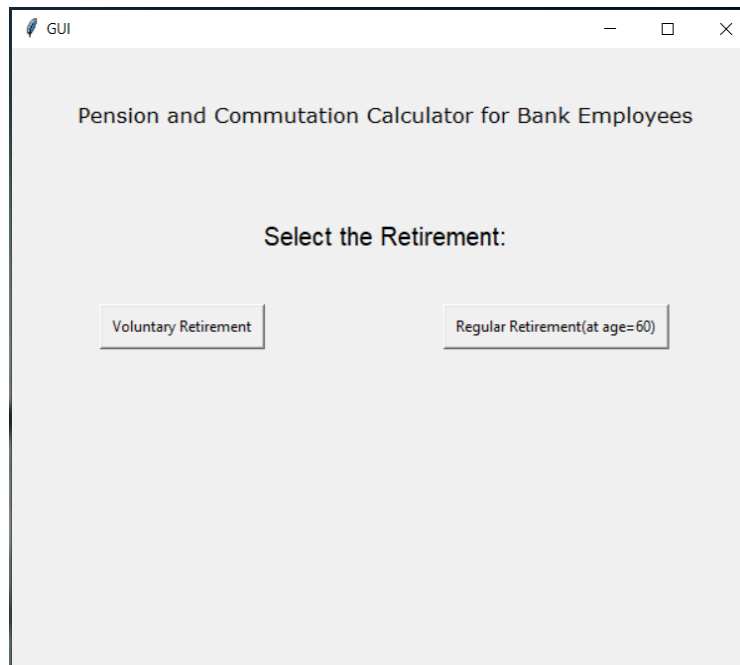 GUI
Pension and Commutation Calculator for Bank Employees
Select the Retirement:
Voluntary Retirement
Regular Retirement(at age=60)